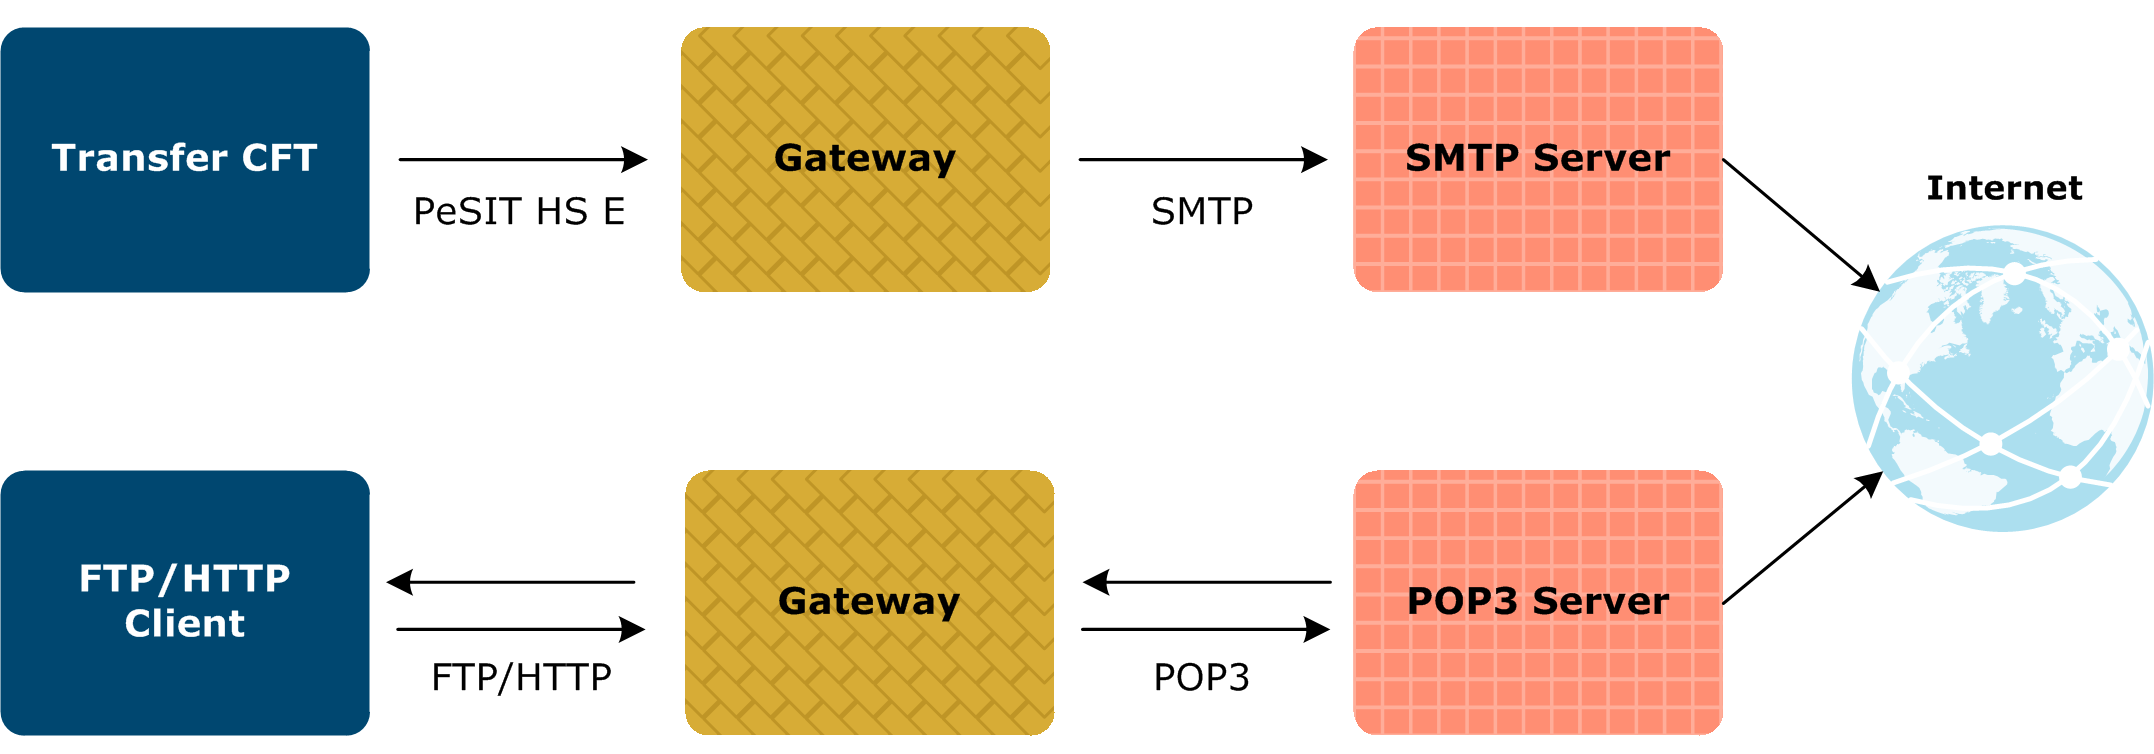 Transfer CFT
PeSIT HS E
Gateway
SMTP
SMTP Server
Internet
FTP/HTTP
Client
FTP/HTTP
Gateway
POP3
POP3 Server